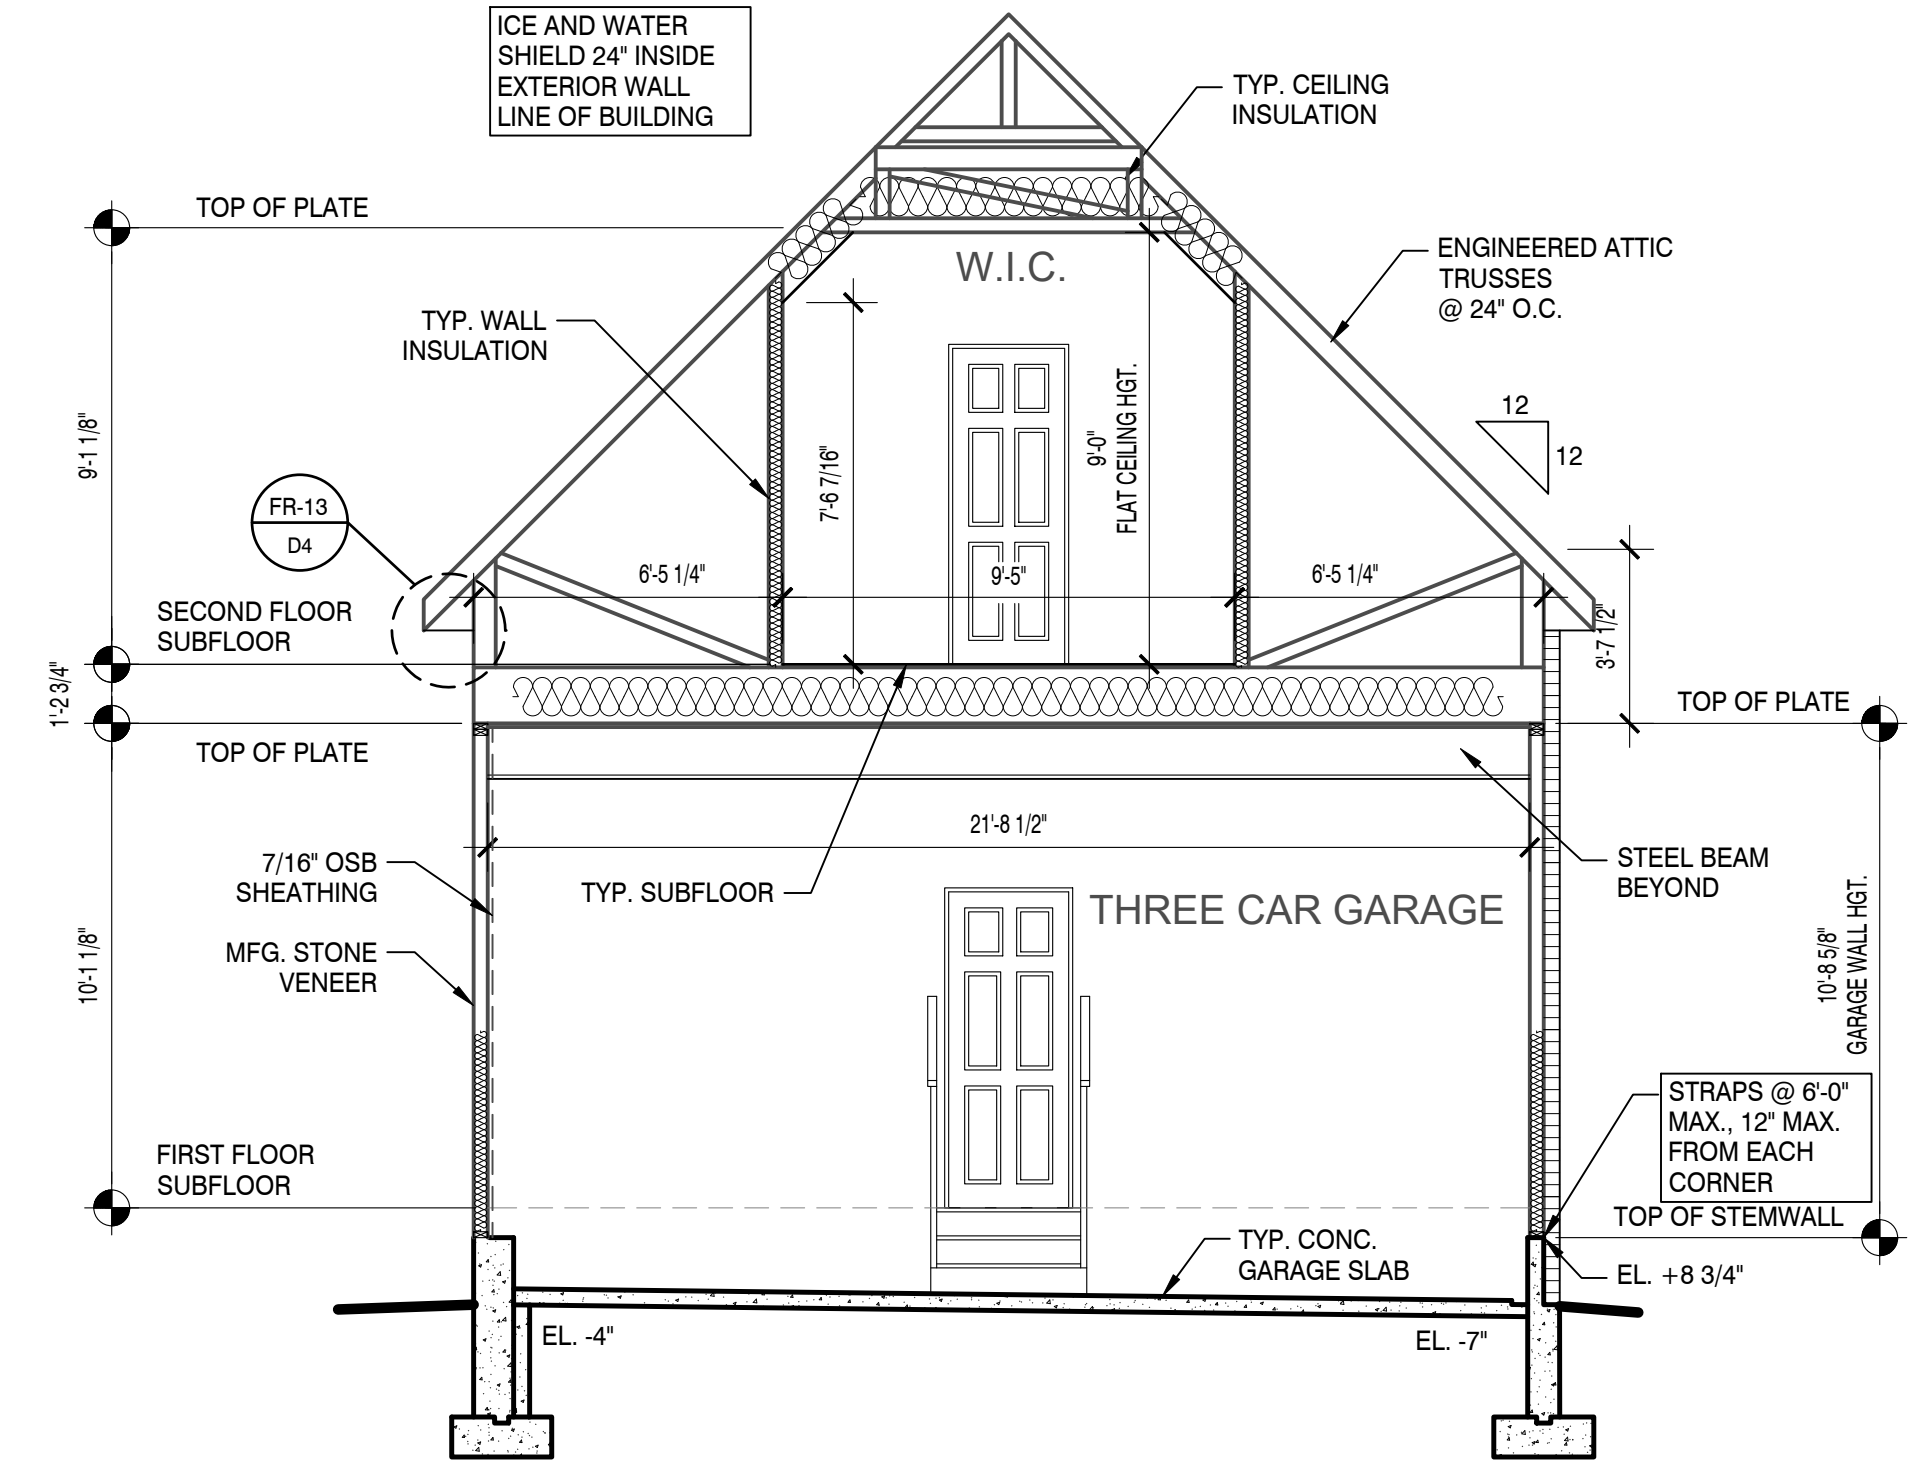 ICE AND WATER
SHIELD 24" INSIDE
EXTERIOR WALL
LINE OF BUILDING
TYP. CEILING
INSULATION
TOP OF PLATE
W.I.C.
ENGINEERED ATTIC
TRUSSES
@ 24" O.C.
TYP. WALL
INSULATION
12
12
9'-1 1/8"
7'-6 7/16"
9'-0"
FLAT CEILING HGT.
FR-13
D4
6'-5 1/4"
9'-5"
6'-5 1/4"
SECOND FLOOR
SUBFLOOR
3'-7 1/2"
1'-2 3/4"
TOP OF PLATE
TOP OF PLATE
21'-8 1/2"
7/16" OSB
SHEATHING
TYP. SUBFLOOR
THREE CAR GARAGE
STEEL BEAM
BEYOND
MFG. STONE
VENEER
10'-1 1/8"
10'-8 5/8"
GARAGE WALL HGT.
STRAPS @ 6'-0"
MAX., 12" MAX.
FROM EACH
CORNER
FIRST FLOOR
SUBFLOOR
TOP OF STEMWALL
TYP. CONC.
GARAGE SLAB
EL. +8 3/4"
EL. -4"
EL. -7"